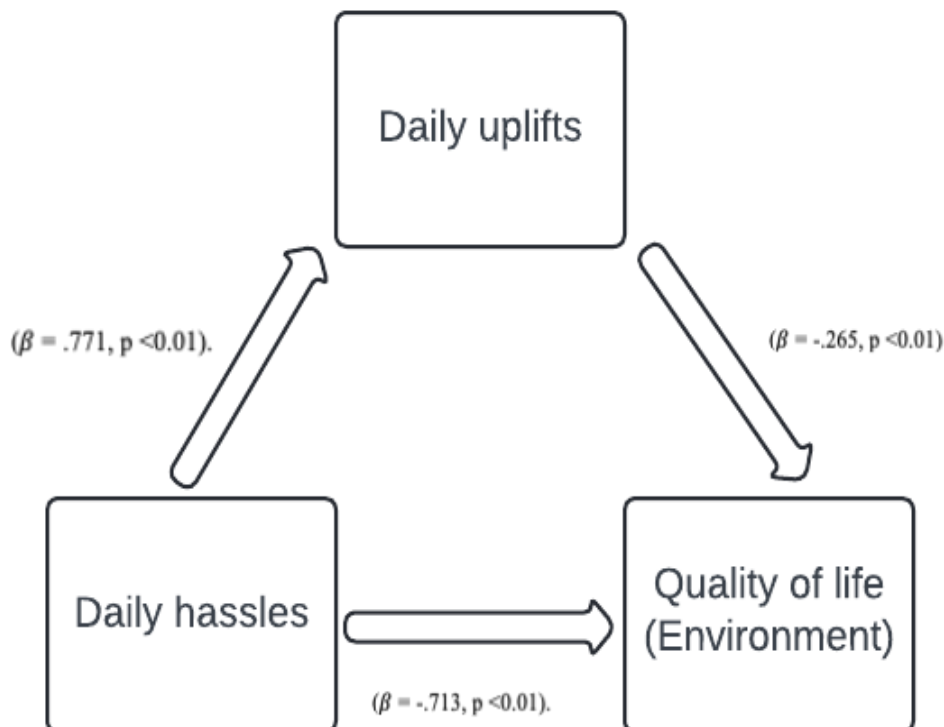 Daily uplifts
(β = .771, p <0.01).
(β = -.265, p <0.01)
Daily hassles
Quality of life
(Environment)
(β = -.713, p <0.01).